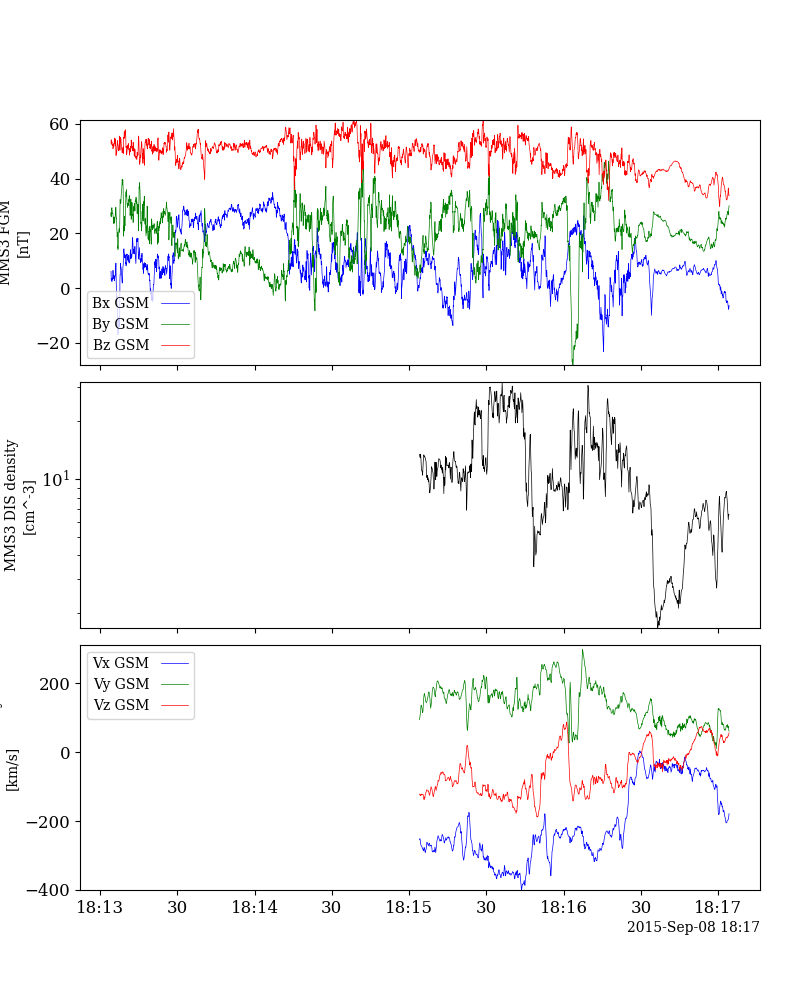 60
40
20
0
−20
MMS3 FGM
[nT]
Bx GSM
By GSM
Bz GSM
10^1
MMS3 DIS density
[cm^-3]
200
0
−200
−400
[km/s]
Vx GSM
Vy GSM
Vz GSM
18:13 30 18:14 30 18:15 30 18:16 30 18:17
2015-Sep-08 18:17